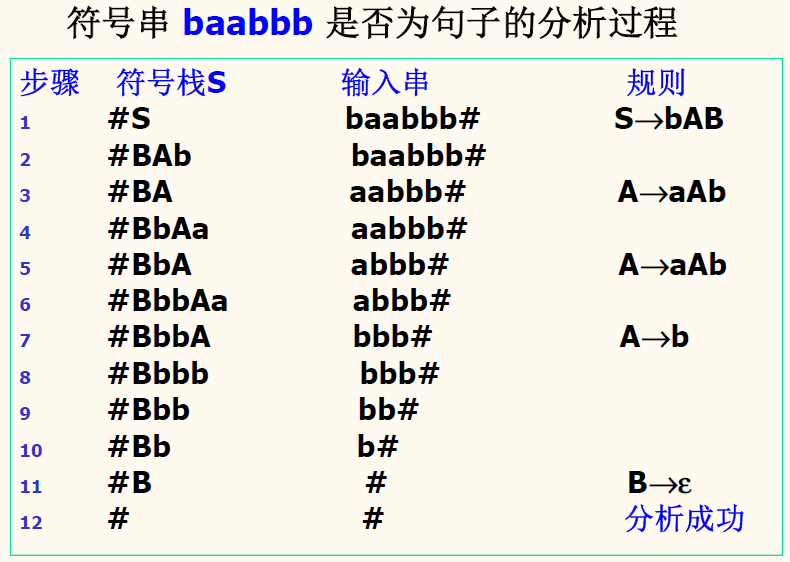 符号串 baabbb 是否为句子的分析过程
步骤 符号栈S 输入串 规则
1 #S baabbb# S→bAB
2 #BAb baabbb#
3 #BA aabbb# A→aAb
4 #BbAa aabbb#
5 #BbA abbb# A→aAb
6 #BbbAa abbb#
7 #BbbA bbb# A→b
8 #Bbbb bbb#
9 #Bbb bb#
10 #Bb b#
11 #B # B→ε
12 # # 分析成功